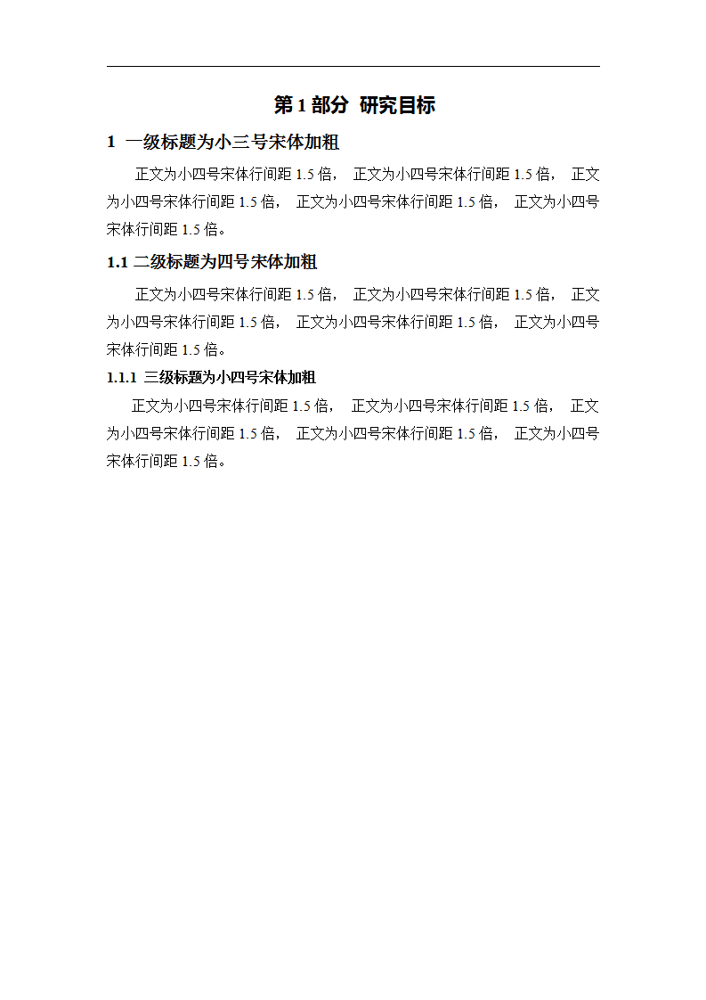 第 1 部分 研究目标
1 一级标题为小三号宋体加粗
正文为小四号宋体行间距 1.5 倍， 正文为小四号宋体行间距 1.5 倍， 正文
为小四号宋体行间距 1.5 倍， 正文为小四号宋体行间距 1.5 倍， 正文为小四号
宋体行间距 1.5 倍。
1.1 二级标题为四号宋体加粗
正文为小四号宋体行间距 1.5 倍， 正文为小四号宋体行间距 1.5 倍， 正文
为小四号宋体行间距 1.5 倍， 正文为小四号宋体行间距 1.5 倍， 正文为小四号
宋体行间距 1.5 倍。
1.1.1 三级标题为小四号宋体加粗
正文为小四号宋体行间距 1.5 倍， 正文为小四号宋体行间距 1.5 倍， 正文
为小四号宋体行间距 1.5 倍， 正文为小四号宋体行间距 1.5 倍， 正文为小四号
宋体行间距 1.5 倍。